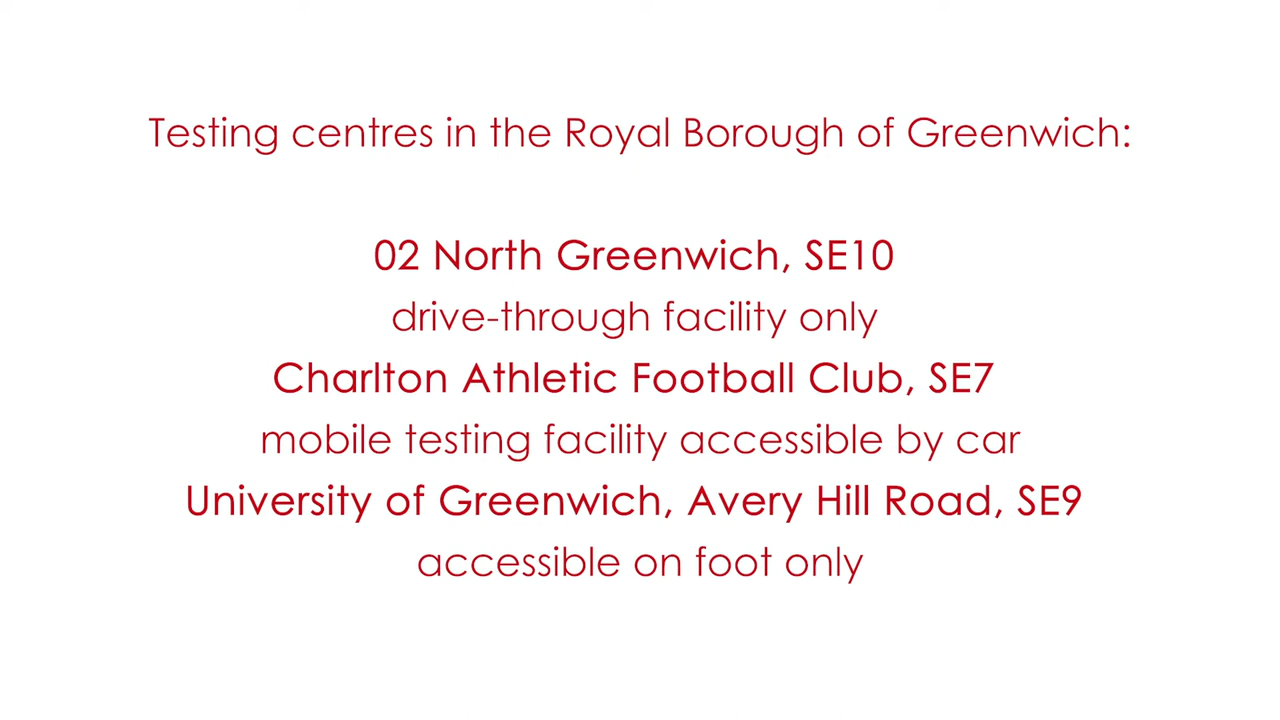 Testing centres in the Royal Borough of Greenwich:
02 North Greenwich, SE10
drive-through facility only
Charlton Athletic Football Club, SE7
mobile testing facility accessible by car
University of Greenwich, Avery Hill Road, SE9
accessible on foot only